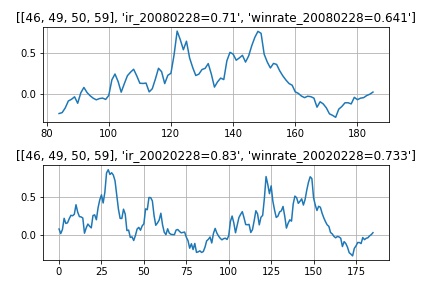 [[46, 49, 50, 59], 'ir_20080228=0.71', 'winrate_20080228=0.641']
0.5
0.0
80 100 120 140 160 180
[[46, 49, 50, 59], 'ir_20020228=0.83', 'winrate_20020228=0.733']
0.5
0.0
0 25 50 75 100 125 150 175